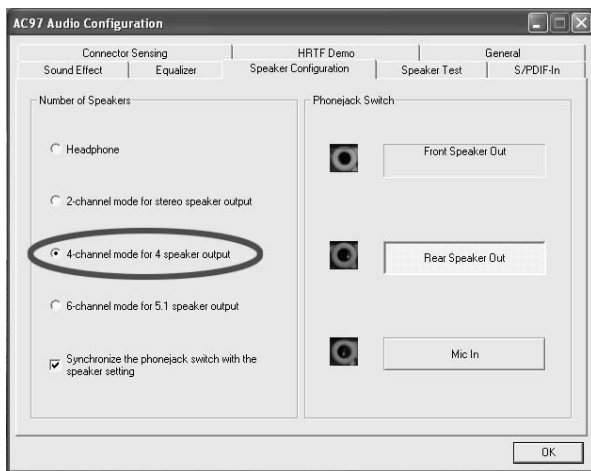 AC97 Audio Configuration
Connector Sensing
HRTF Demo
General
Sound Effect
Equalizer
Speaker Configuration
Speaker Test
S/PDIF-In
Number of Speakers
Headphone
2-channel mode for stereo speaker output
4-channel mode for 4 speaker output
6-channel mode for 5.1 speaker output
Synchronize the phonejack switch with the
speaker setting
Phonejack Switch
Front Speaker Out
Rear Speaker Out
Mic In
OK